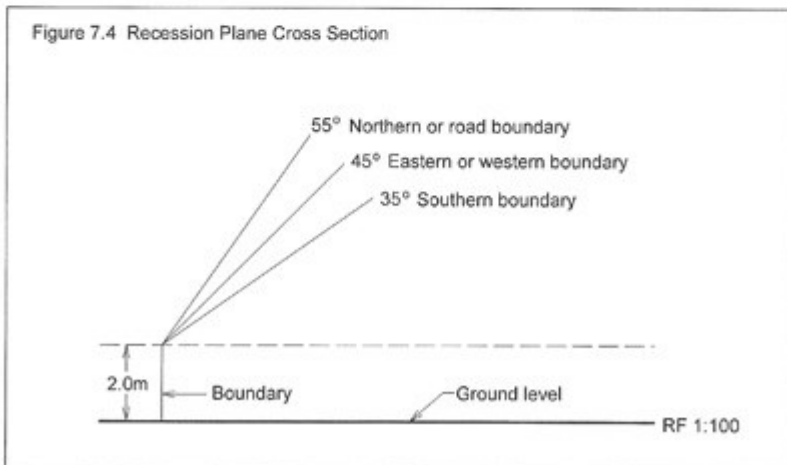 Figure 7.4 Recession Plane Cross Section
55° Northern or road boundary
45° Eastern or western boundary
35° Southern boundary
2.0m
Boundary
Ground level
RF 1:100